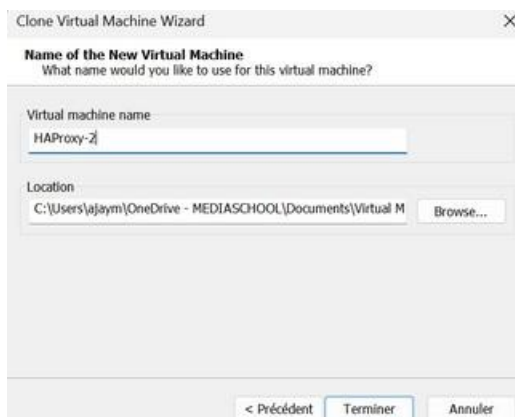 Clone Virtual Machine Wizard
Name of the New Virtual Machine
What name would you like to use for this virtual machine?
Virtual machine name
HAProxy-2
Location
C:\Users\ajaym\OneDrive - MEDIASCHOOL\Documents\Virtual M
Browse...
< Précédent Terminer Annuler